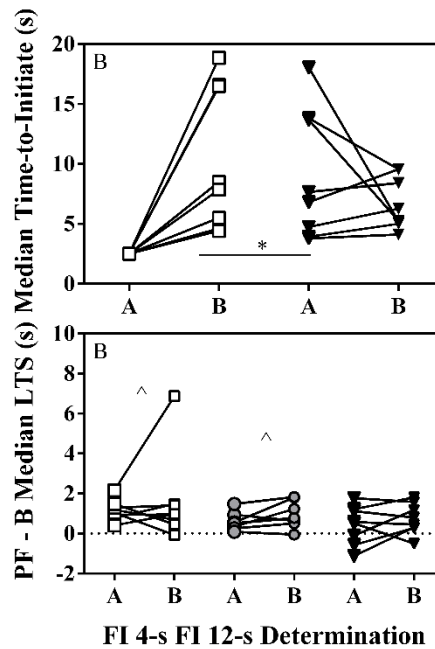 Median Time-to-Initiate (s)
B
20
15
10
5
0
*
A B A B
PF - B Median LTS (s)
B
10
8
6
4
2
0
-2
^ ^
A B A B A B
FI 4-s FI 12-s Determination